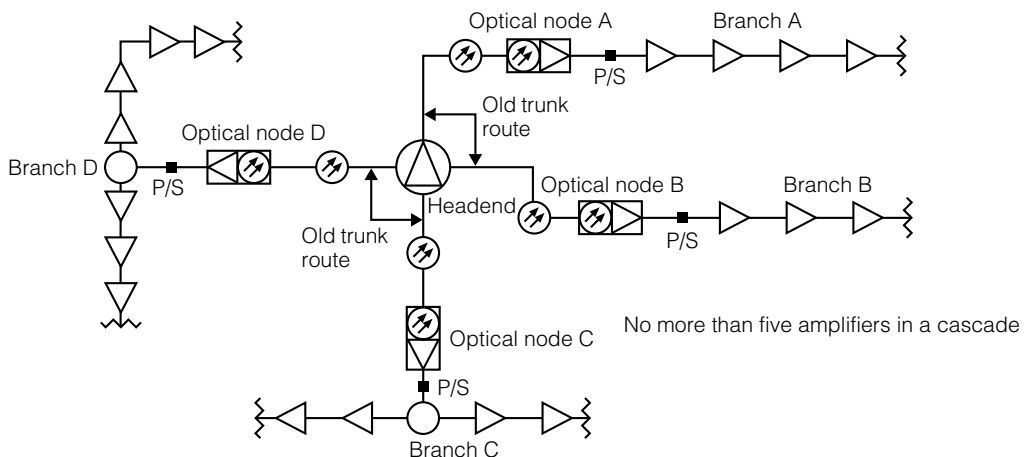 Optical node A
Branch A
P/S
Old trunk
route
Optical node D
Branch D
P/S
Headend
Optical node B
Branch B
P/S
Old trunk
route
No more than five amplifiers in a cascade
Optical node C
P/S
Branch C